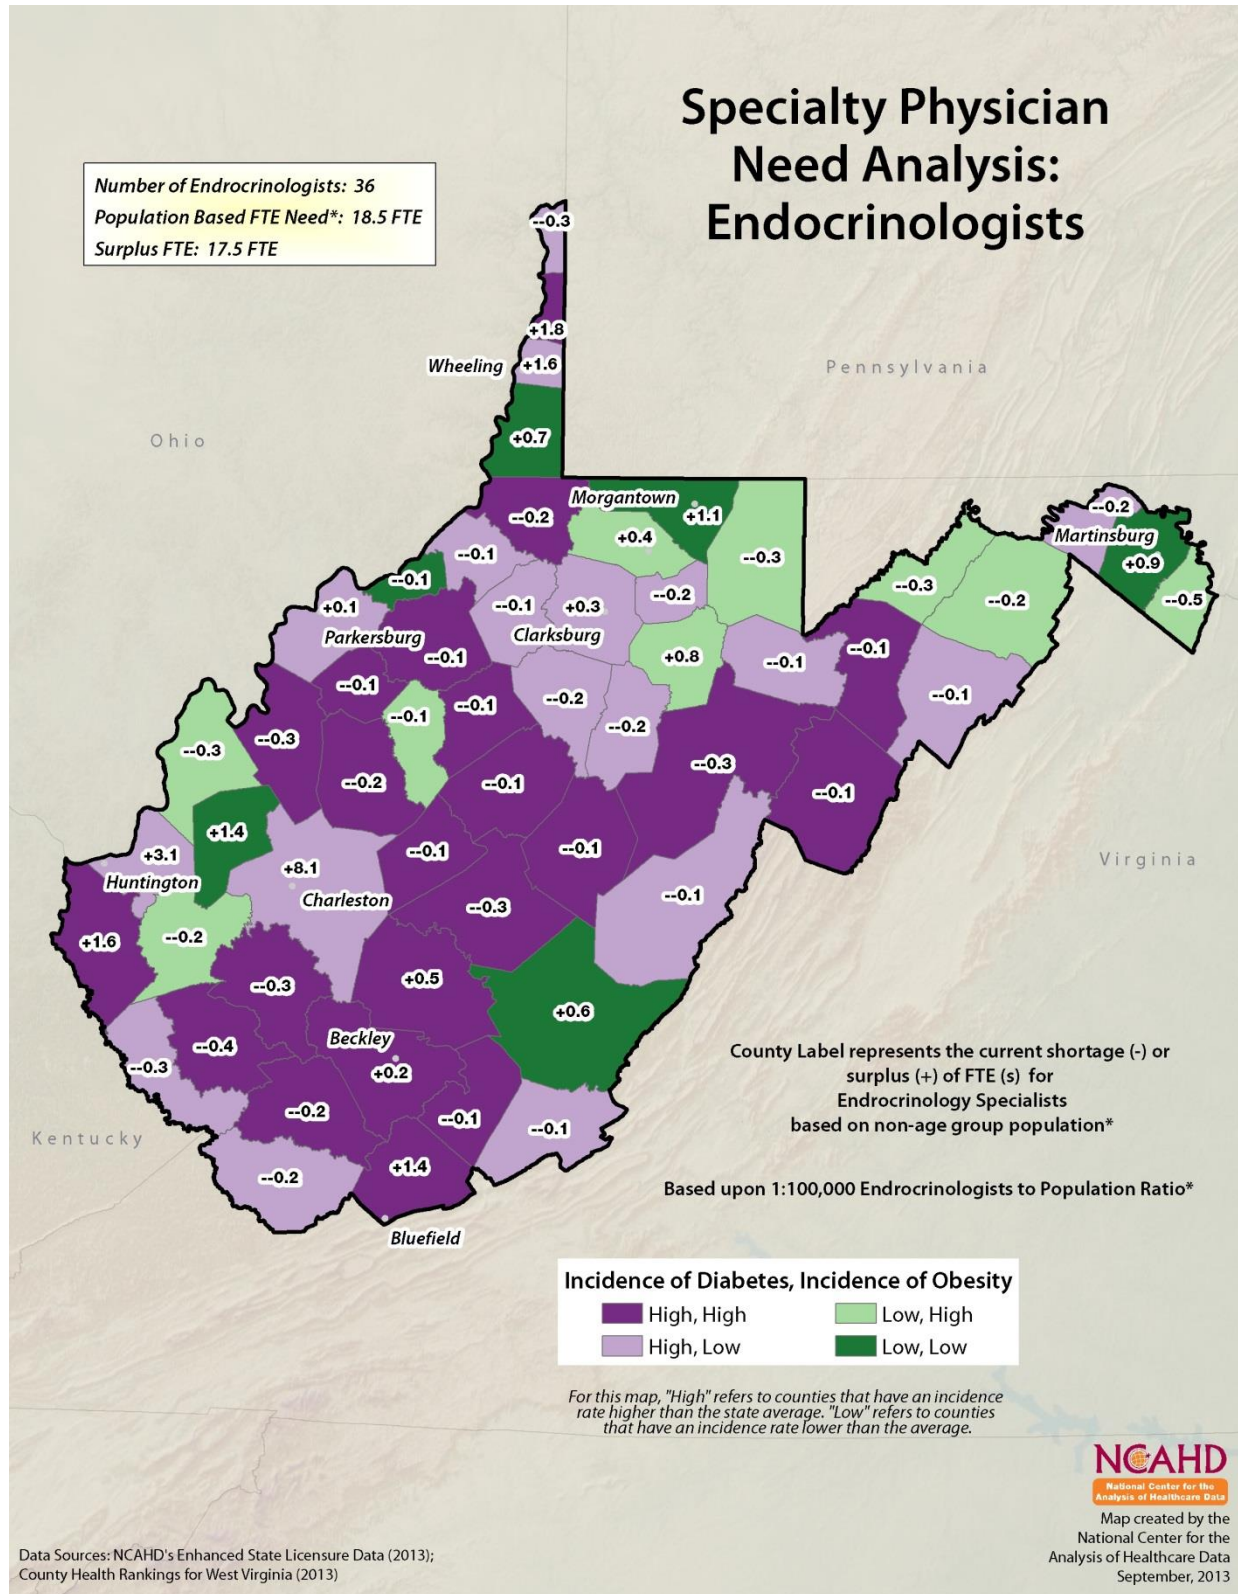 Specialty Physician
Need Analysis:
Endocrinologists
Number of Endrocrinologists: 36
Population Based FTE Need*: 18.5 FTE
Surplus FTE: 17.5 FTE
--0.3
+1.8
Wheeling
+1.6
Pennsylvania
Ohio
+0.7
Morgantown
--0.2
+1.1
--0.2
+0.4
Martinsburg
--0.1
--0.3
+0.9
--0.1
--0.3
--0.2
--0.5
+0.1
--0.1
+0.3
--0.2
Parkersburg
Clarksburg
--0.1
+0.8
--0.1
--0.1
--0.1
--0.1
--0.2
--0.1
--0.1
--0.1
--0.2
--0.3
--0.3
--0.2
--0.1
--0.3
--0.1
+1.4
+3.1
--0.1
--0.1
Virginia
+8.1
Huntington
Charleston
--0.3
--0.1
+1.6
--0.2
--0.3
+0.5
+0.6
Beckley
--0.4
--0.3
+0.2
--0.2
--0.1
--0.1
Kentucky
+1.4
--0.2
Bluefield
County Label represents the current shortage (-) or
surplus (+) of FTE (s) for
Endrocrinology Specialists
based on non-age group population*
Based upon 1:100,000 Endrocrinologists to Population Ratio*
Incidence of Diabetes, Incidence of Obesity
High, High
Low, High
High, Low
Low, Low
For this map, "High" refers to counties that have an incidence
rate higher than the state average. "Low" refers to counties
that have an incidence rate lower than the average.
NCAHD
National Center for the
Analysis of Healthcare Data
Map created by the
National Center for the
Analysis of Healthcare Data
September, 2013
Data Sources: NCAHD's Enhanced State Licensure Data (2013);
County Health Rankings for West Virginia (2013)